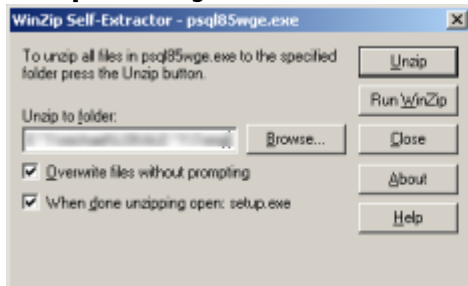 WinZip Self-Extractor - psql85wge.exe
To unzip all files in psql85wge.exe to the specified
folder press the Unzip button.
Unzip to folder:
Browse...
Overwrite files without prompting
When done unzipping open: setup.exe
Unzip
Run WinZip
Close
About
Help